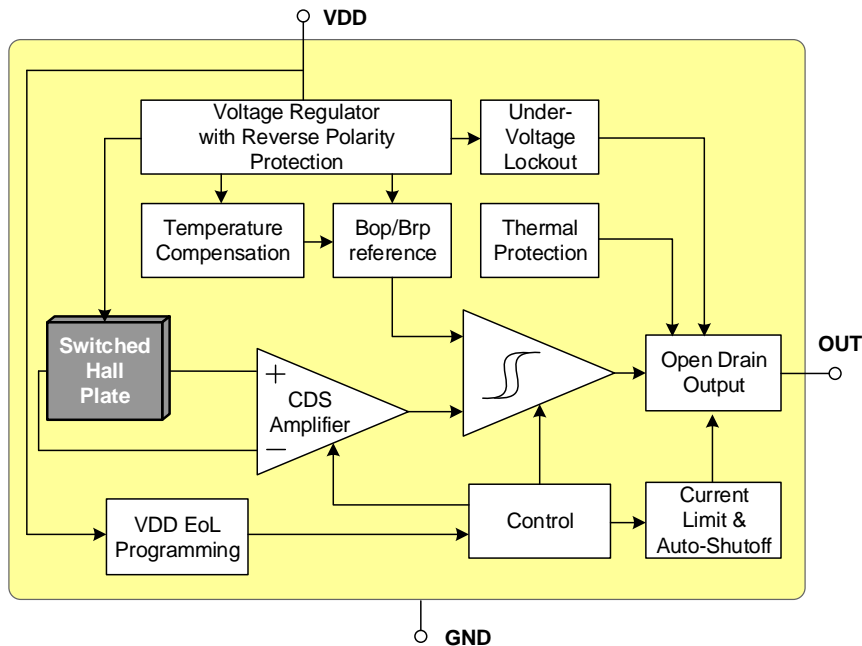 VDD
Voltage Regulator
with Reverse Polarity
Protection
Under-
Voltage
Lockout
Temperature
Compensation
Bop/Brp
reference
Thermal
Protection
Switched
Hall
Plate
+
CDS
Amplifier
−
Open Drain
Output
OUT
VDD EoL
Programming
Control
Current
Limit &
Auto-Shutoff
GND